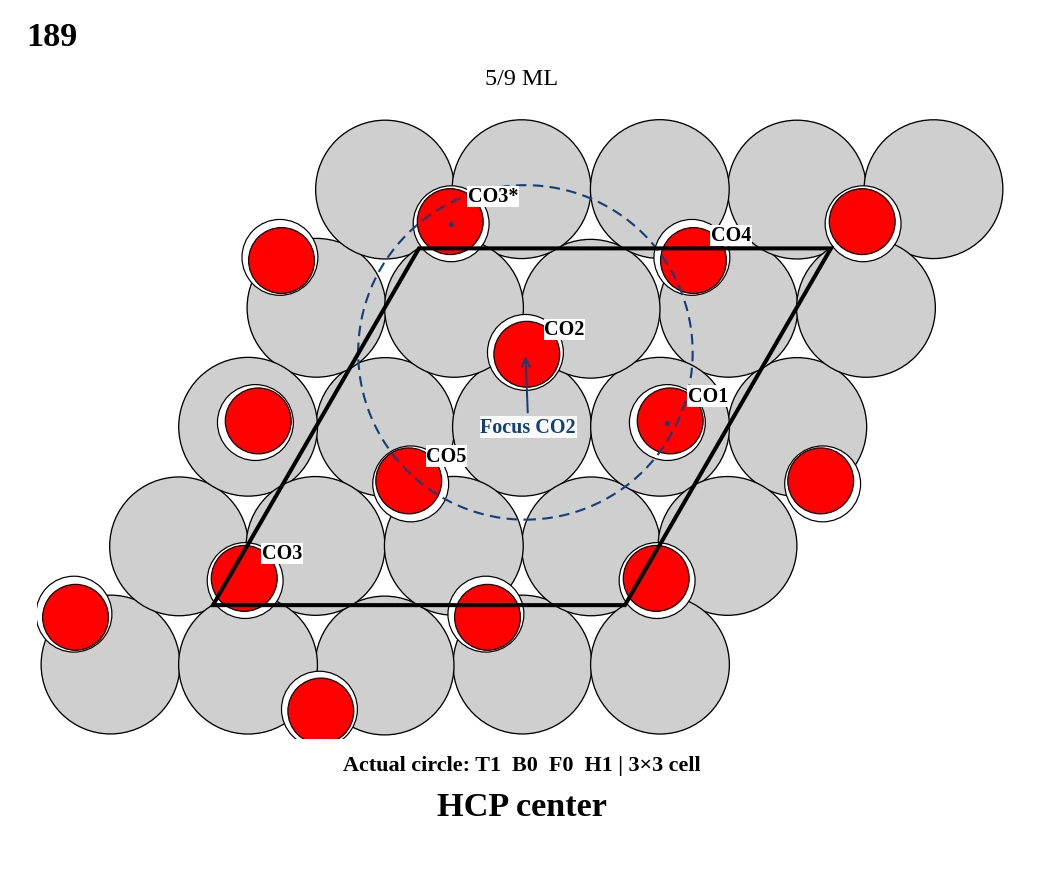 189
5/9 ML
CO3*
CO4
CO2
CO1
Focus CO2
CO5
CO3
Actual circle: T1 B0 F0 H1 | 3×3 cell
HCP center